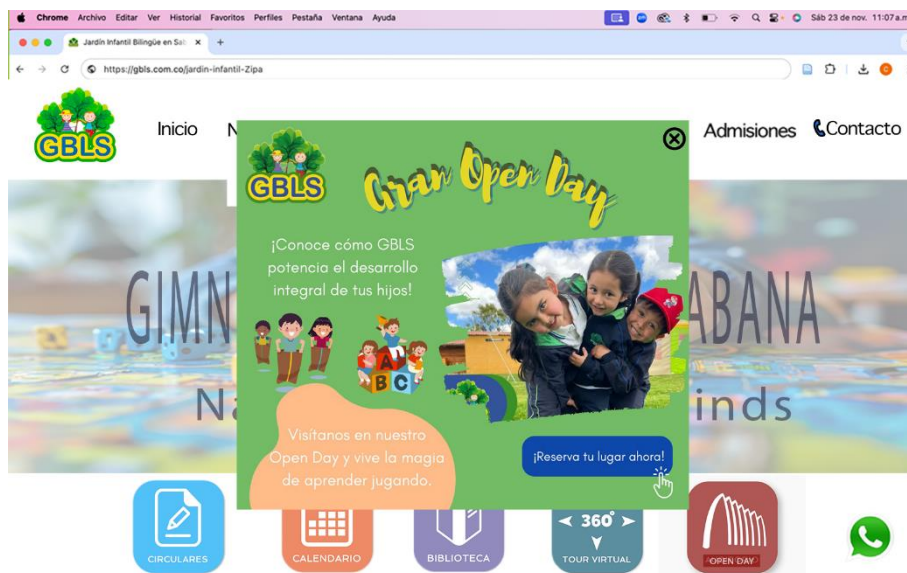 Chrome Archivo Editar Ver Historial Favoritos Perfiles Pestaña Ventana Ayuda
Sáb 23 de nov. 11:07 a.m
Jardín Infantil Bilingüe en Sab
https://gbls.com.co/jardin-infantil-Zipa
GBLS
Inicio N
Admisiones Contacto
GBLS
Gran Open Day
¡Conoce cómo GBLS
potencia el desarrollo
integral de tus hijos!
GIMN
ABANA
A
B C
Na
inds
Visítanos en nuestro
Open Day y vive la magia
de aprender jugando.
¡Reserva tu lugar ahora!
CIRCULARES
CALENDARIO
BIBLIOTECA
< 360° >
TOUR VIRTUAL
OPEN DAY